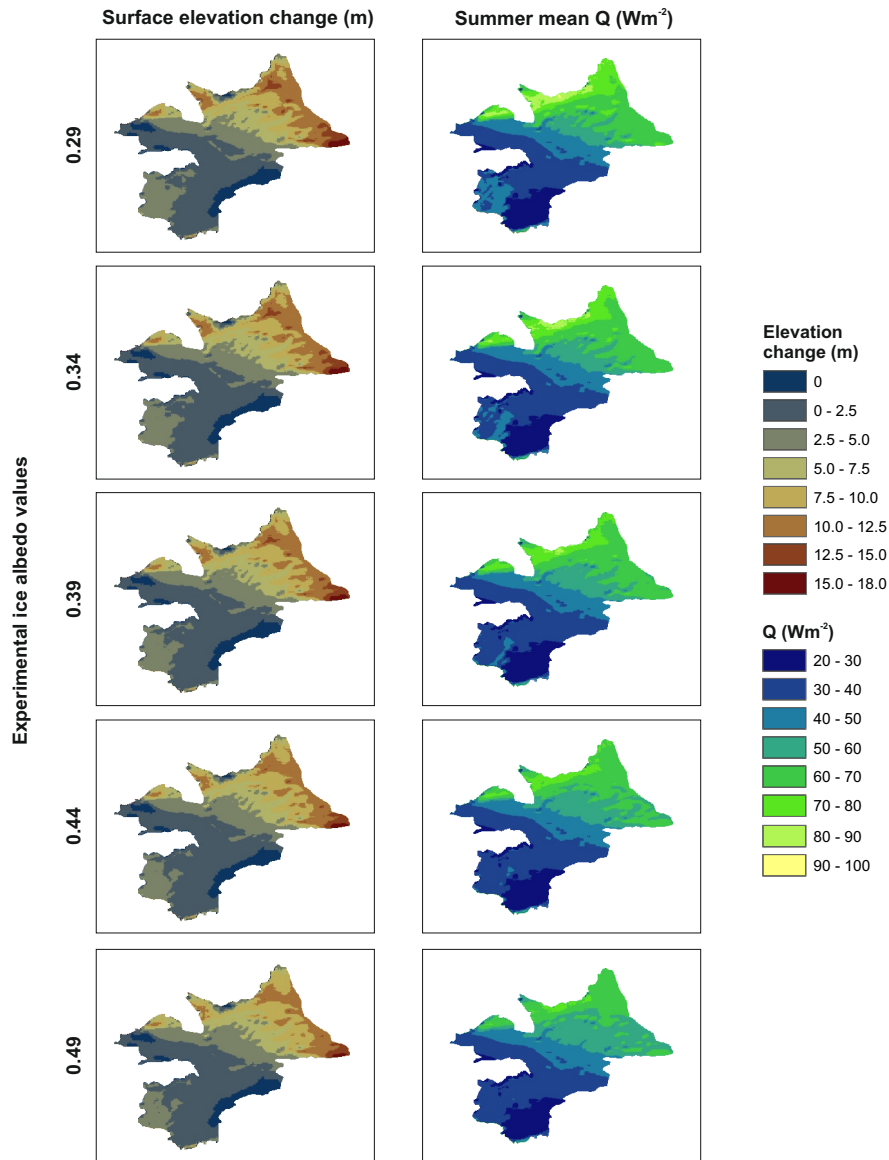 Surface elevation change (m)
Summer mean Q (Wm⁻²)
Experimental ice albedo values
0.29
0.34
0.39
0.44
0.49
Elevation
change (m)
0
0 - 2.5
2.5 - 5.0
5.0 - 7.5
7.5 - 10.0
10.0 - 12.5
12.5 - 15.0
15.0 - 18.0
Q (Wm⁻²)
20 - 30
30 - 40
40 - 50
50 - 60
60 - 70
70 - 80
80 - 90
90 - 100